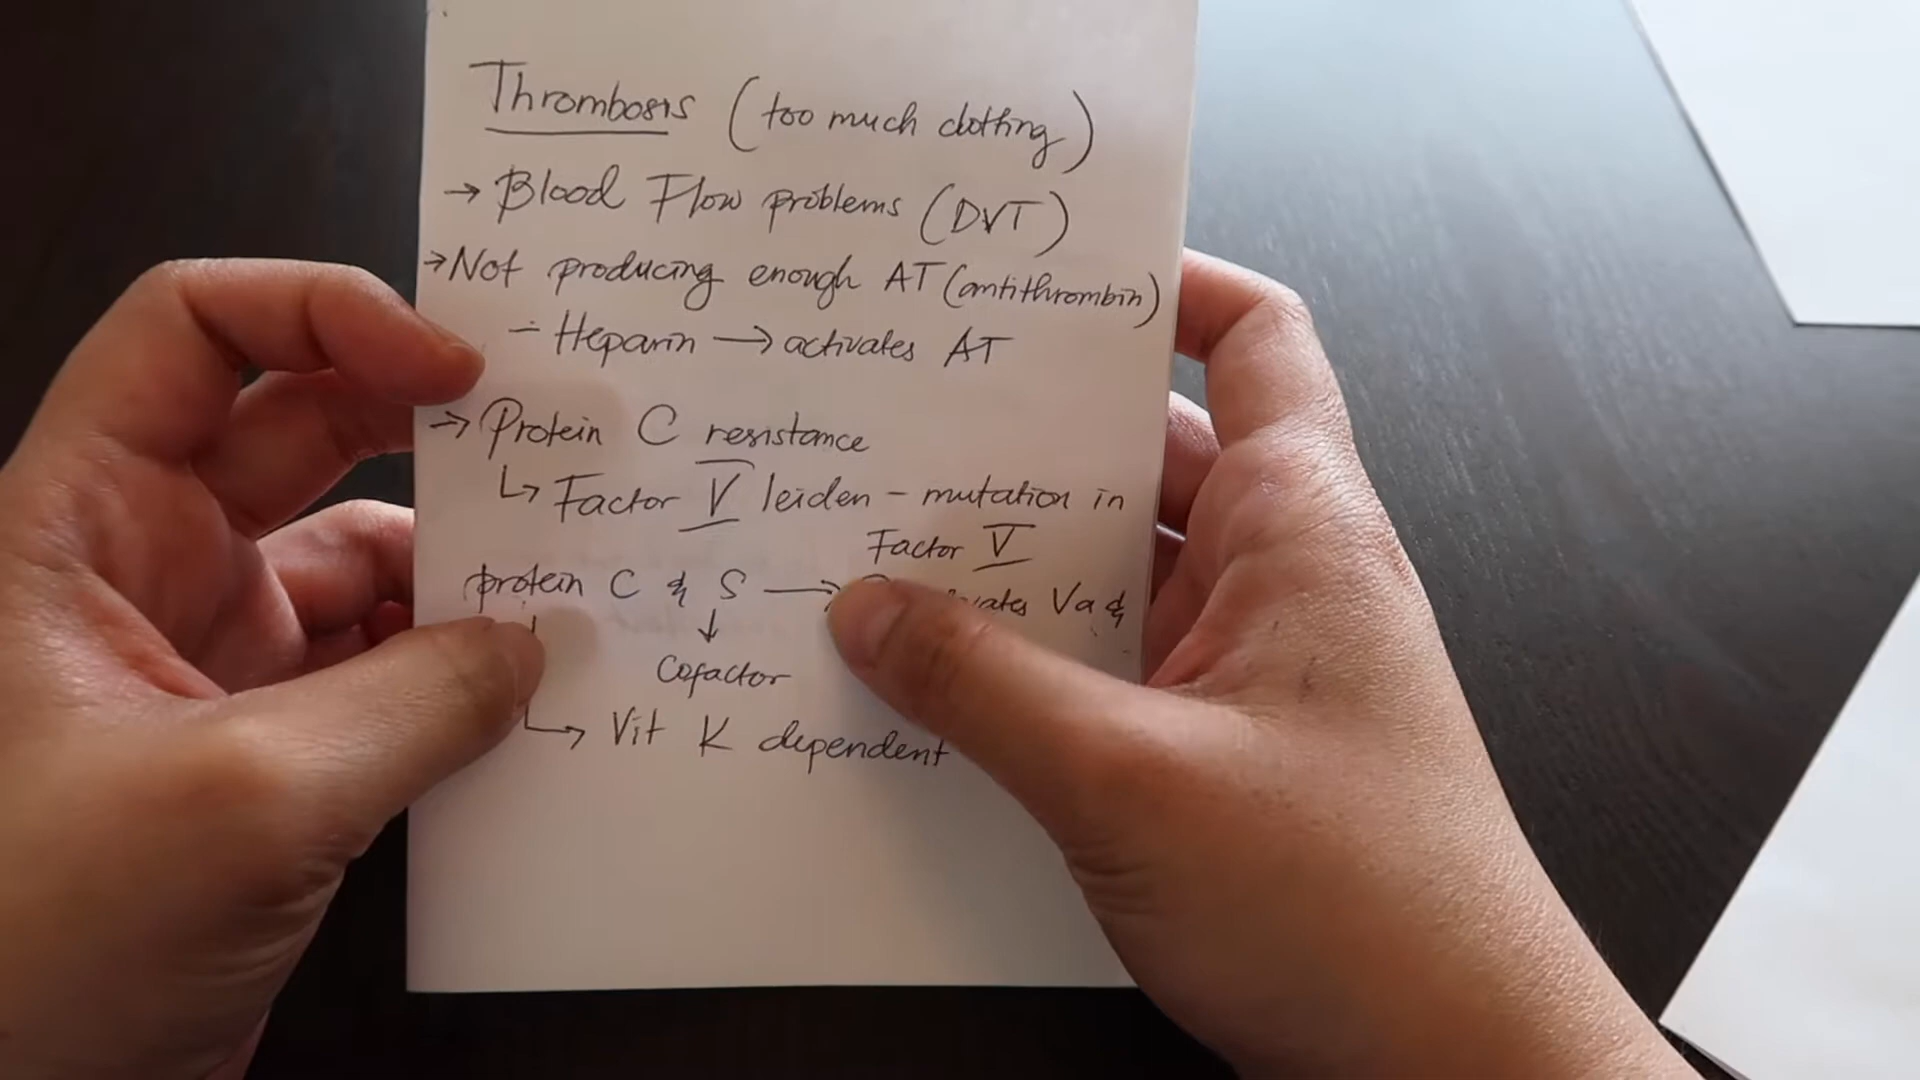 Thrombosis (too much clotting)
→ Blood Flow problems (DVT)
→ Not producing enough AT (antithrombin)
- Heparin → activates AT
→ Protein C resistance
↳ Factor V leiden - mutation in
Factor V
protein C & S → Va &
↓
Cofactor
↳ Vit K dependent